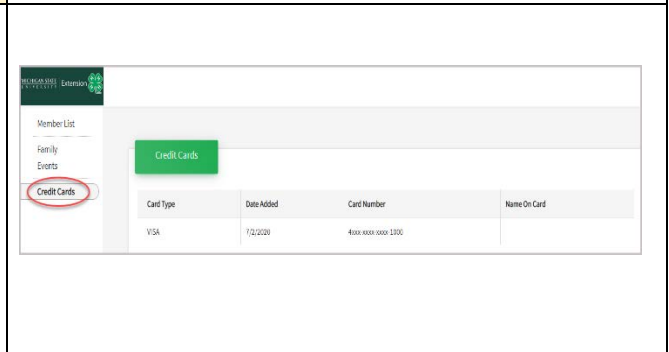 MICHIGAN STATE
UNIVERSITY Extension
Member List
Family
Events
Credit Cards
Credit Cards
Card Type Date Added Card Number Name On Card
VISA 7/2/2020 4xxx-xxxx-xxxx-1000